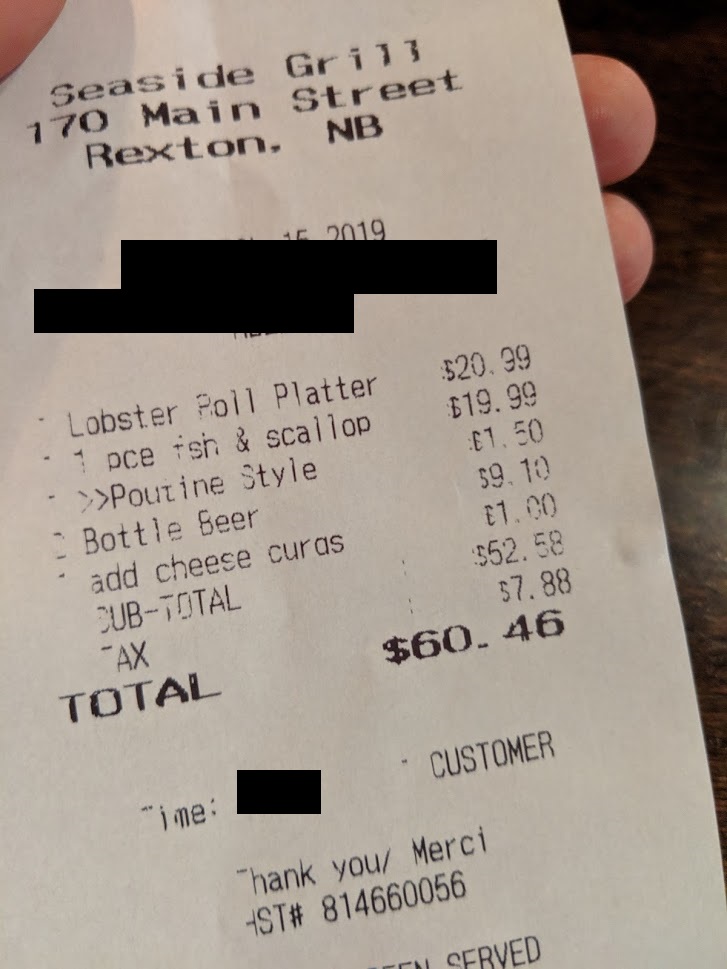 Seaside Grill
170 Main Street
Rexton, NB
15 2019
Lobster Roll Platter $20.99
1 pce fish & scallop $19.99
>>Poutine Style $1.50
Bottle Beer $9.10
add cheese curds $1.00
SUB-TOTAL $52.58
TAX $7.88
TOTAL $60.46
CUSTOMER
Time:
Thank you/ Merci
HST# 814660056
SERVED